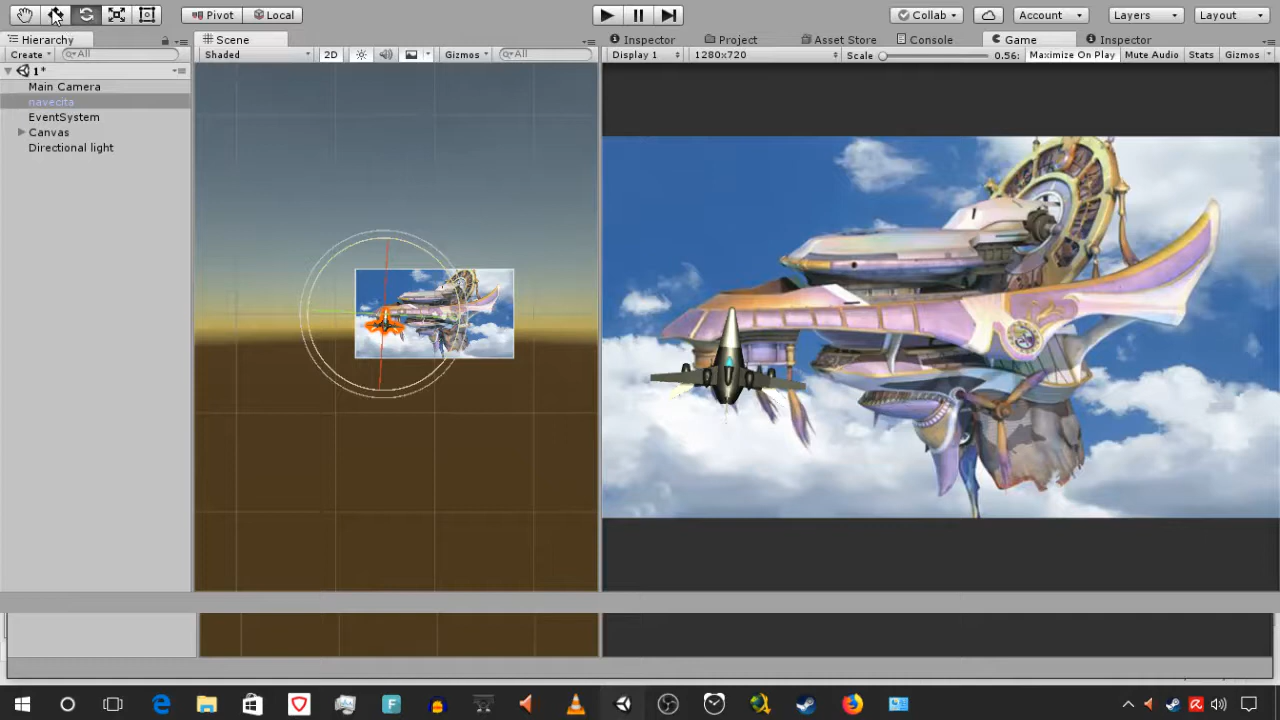 Pivot Local Collab Account Layers Layout
Hierarchy Scene Inspector Project Asset Store Console Game Inspector
Create All Shaded 2D Gizmos All Display 1 1280x720 Scale 0.56: Maximize On Play Mute Audio Stats Gizmos
1*
Main Camera
navecita
EventSystem
Canvas
Directional light